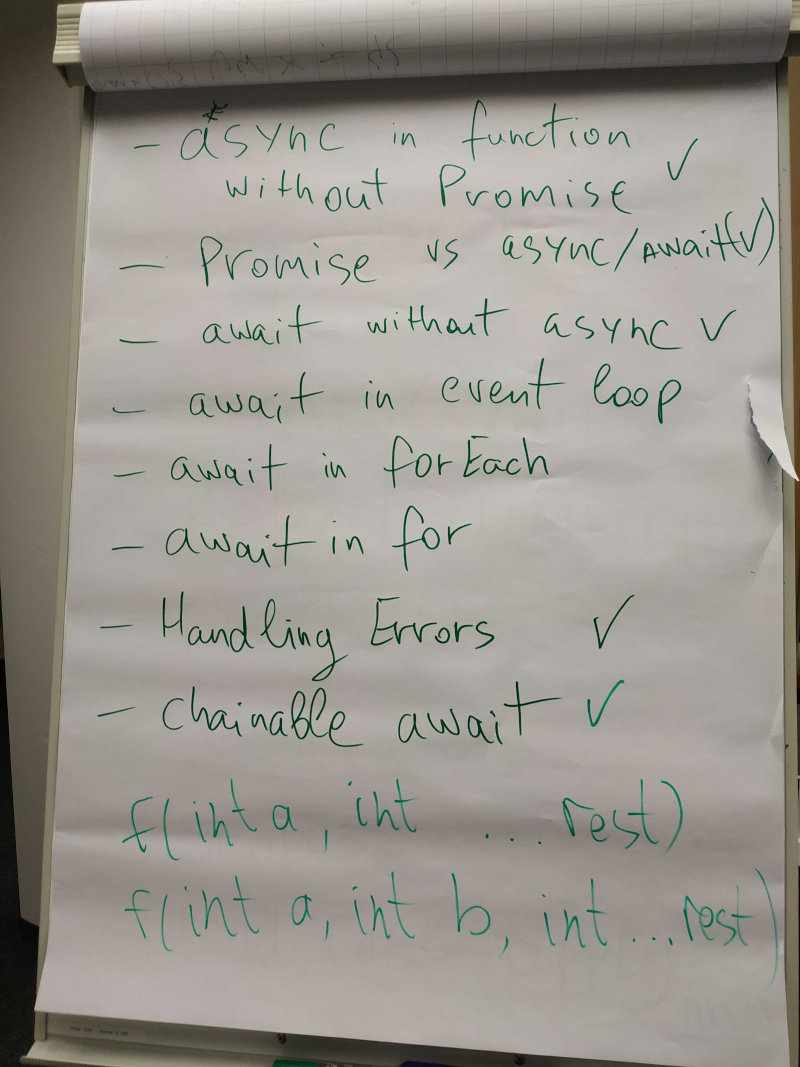 - async in function
without Promise ✓
- Promise vs async/await (✓)
- await without async ✓
- await in event loop
- await in forEach
- await in for
- Handling Errors ✓
- Chainable await ✓
f(int a, int ... rest)
f(int a, int b, int ... rest)